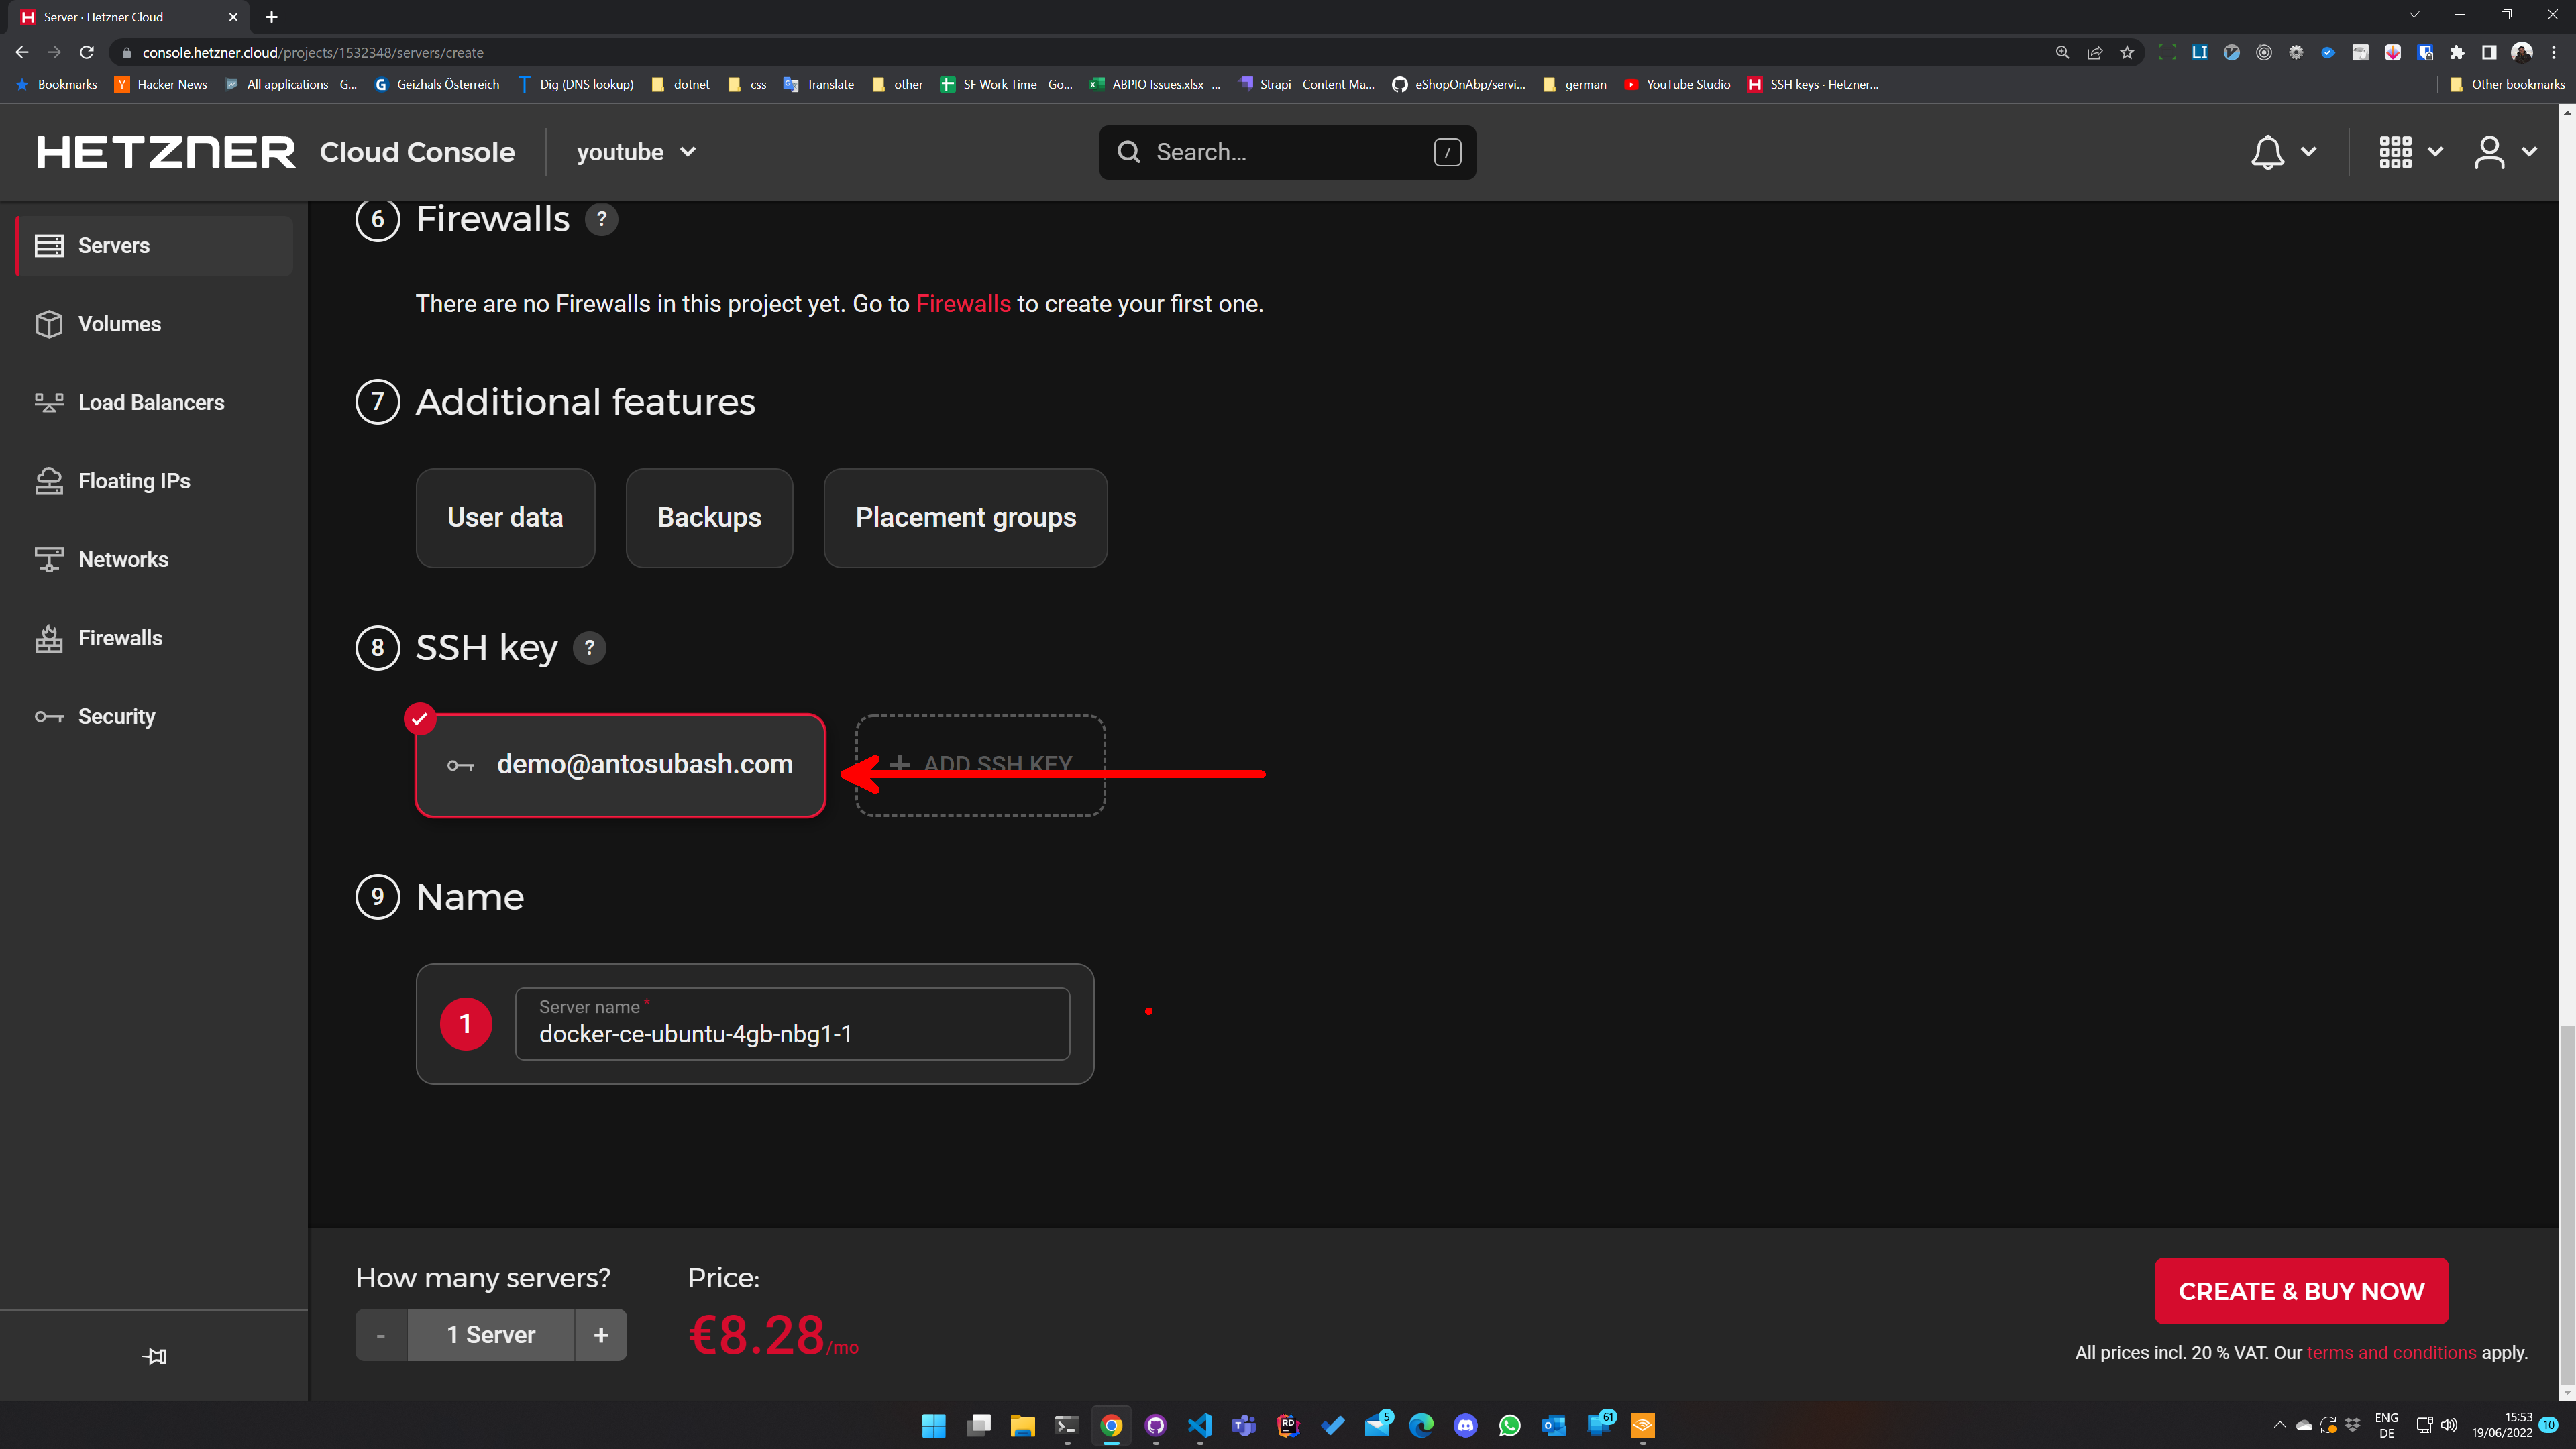 Server · Hetzner Cloud
console.hetzner.cloud/projects/1532348/servers/create
Bookmarks
Hacker News
All applications - G...
Geizhals Österreich
Dig (DNS lookup)
dotnet
css
Translate
other
SF Work Time - Go...
ABPIO Issues.xlsx -...
Strapi - Content Ma...
eShopOnAbp/servi...
german
YouTube Studio
SSH keys · Hetzner...
Other bookmarks
HETZNER Cloud Console
youtube
Search...
/
Servers
Volumes
Load Balancers
Floating IPs
Networks
Firewalls
Security
6 Firewalls ?
There are no Firewalls in this project yet. Go to Firewalls to create your first one.
7 Additional features
User data
Backups
Placement groups
8 SSH key ?
demo@antosubash.com
+ ADD SSH KEY
9 Name
1
Server name *
docker-ce-ubuntu-4gb-nbg1-1
How many servers?
- 1 Server +
Price:
€8.28/mo
CREATE & BUY NOW
All prices incl. 20 % VAT. Our terms and conditions apply.
5
61
ENG
DE
15:53
19/06/2022
10